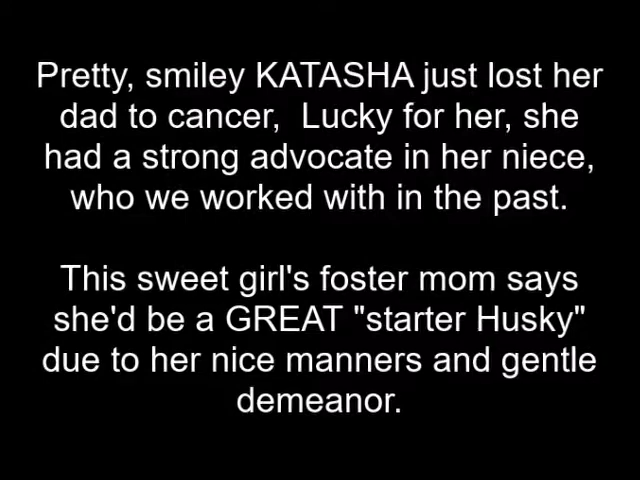 Pretty, smiley KATASHA just lost her
dad to cancer,  Lucky for her, she
had a strong advocate in her niece,
who we worked with in the past.
This sweet girl's foster mom says
she'd be a GREAT "starter Husky"
due to her nice manners and gentle
demeanor.